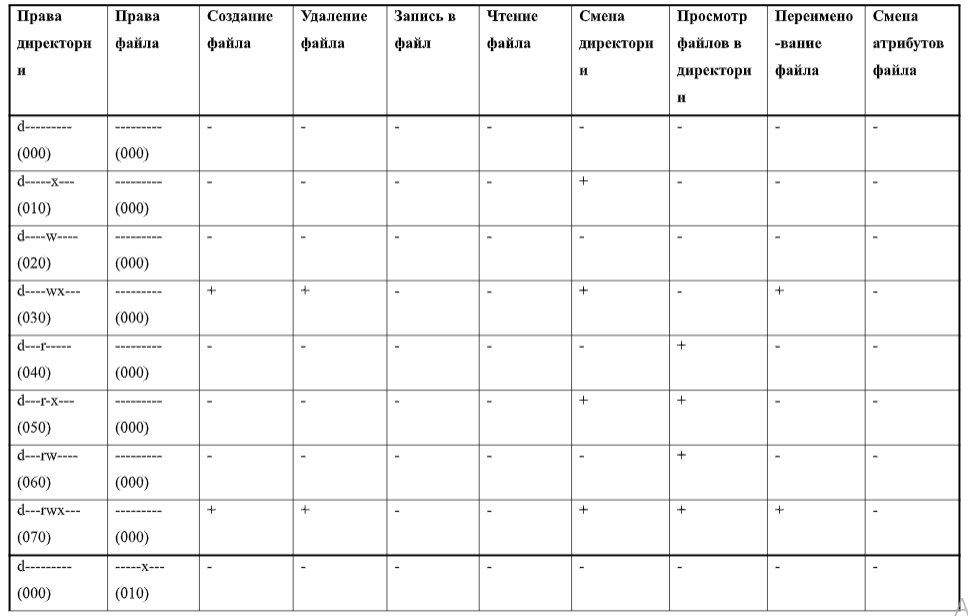 Права директори и | Права файла | Создание файла | Удаление файла | Запись в файл | Чтение файла | Смена директори и | Просмотр файлов в директори и | Переимено -вание файла | Смена атрибутов файла
d--------- (000) | --------- (000) | - | - | - | - | - | - | - | -
d-----x--- (010) | --------- (000) | - | - | - | - | + | - | - | -
d----w---- (020) | --------- (000) | - | - | - | - | - | - | - | -
d----wx--- (030) | --------- (000) | + | + | - | - | + | - | + | -
d---r----- (040) | --------- (000) | - | - | - | - | - | + | - | -
d---r-x--- (050) | --------- (000) | - | - | - | - | + | + | - | -
d---rw---- (060) | --------- (000) | - | - | - | - | - | + | - | -
d---rwx--- (070) | --------- (000) | + | + | - | - | + | + | + | -
d--------- (000) | -----x--- (010) | - | - | - | - | - | - | - | -